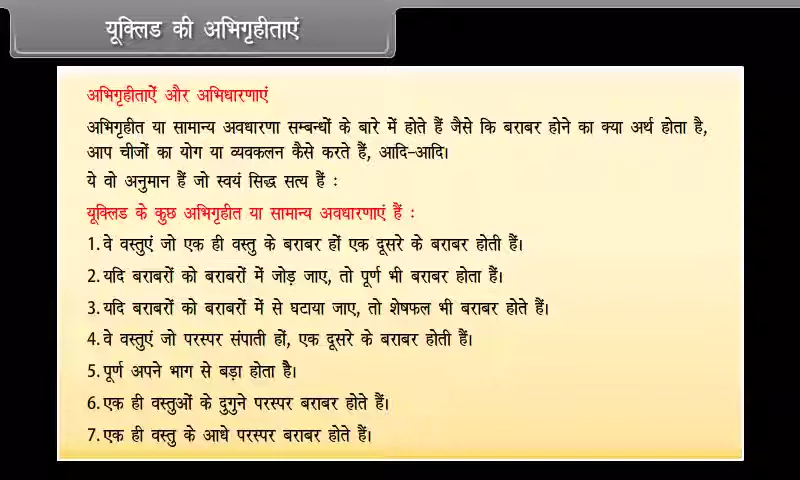 यूक्लिड की अभिगृहीताएं
अभिगृहीताऐं और अभिधारणाएं
अभिगृहीत या सामान्य अवधारणा सम्बन्धों के बारे में होते हैं जैसे कि बराबर होने का क्या अर्थ होता है,
आप चीजों का योग या व्यवकलन कैसे करते हैं, आदि-आदि।
ये वो अनुमान हैं जो स्वयं सिद्ध सत्य हैं :
यूक्लिड के कुछ अभिगृहीत या सामान्य अवधारणाएं हैं :
1. वे वस्तुएं जो एक ही वस्तु के बराबर हों एक दूसरे के बराबर होती हैं।
2. यदि बराबरों को बराबरों में जोड़ जाए, तो पूर्ण भी बराबर होता हैं।
3. यदि बराबरों को बराबरों में से घटाया जाए, तो शेषफल भी बराबर होते हैं।
4. वे वस्तुएं जो परस्पर संपाती हों, एक दूसरे के बराबर होती हैं।
5. पूर्ण अपने भाग से बड़ा होता है।
6. एक ही वस्तुओं के दुगुने परस्पर बराबर होते हैं।
7. एक ही वस्तु के आधे परस्पर बराबर होते हैं।